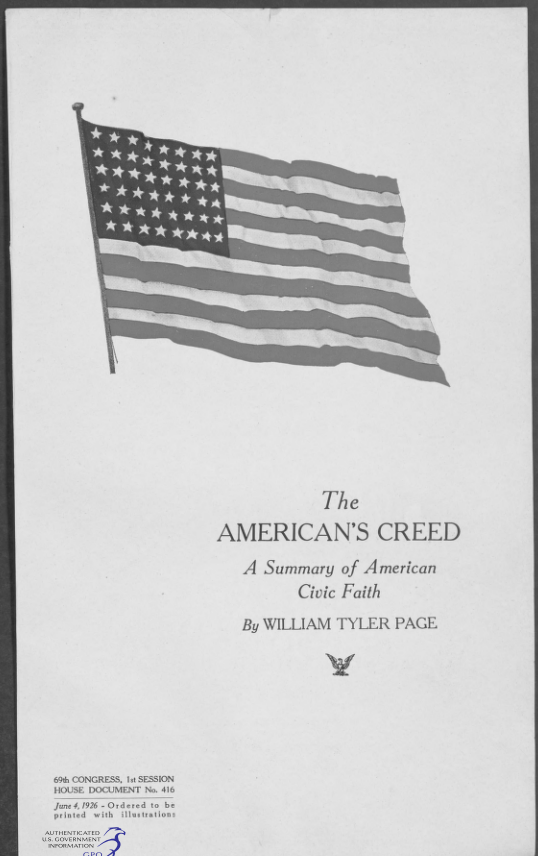 The
AMERICAN'S CREED
A Summary of American
Civic Faith
By WILLIAM TYLER PAGE
69th CONGRESS, 1st SESSION
HOUSE DOCUMENT No. 416
June 4, 1926 - Ordered to be
printed with illustrations
AUTHENTICATED
U.S. GOVERNMENT
INFORMATION
GPO